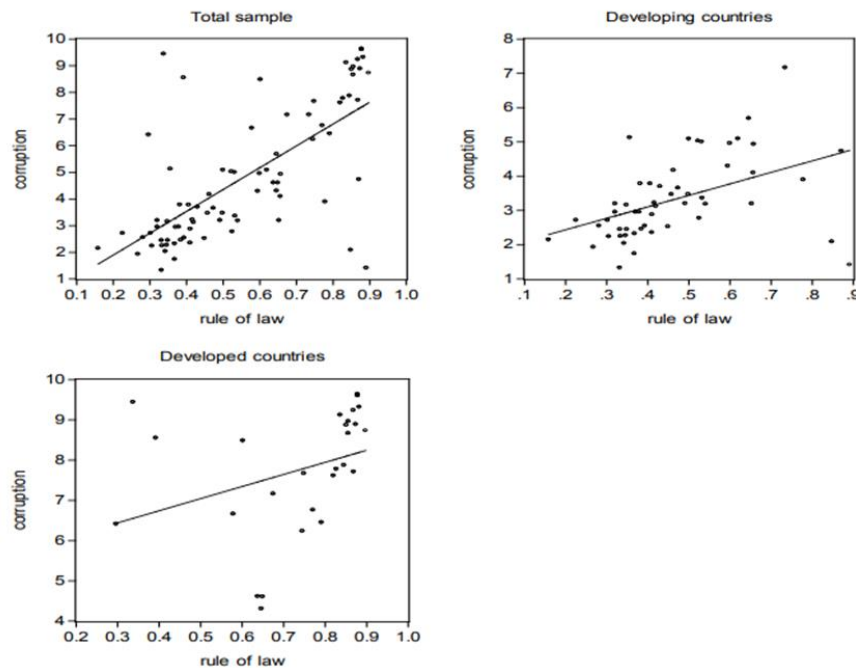 Total sample
10
9
8
7
6
5
4
3
2
1
corruption
0.1 0.2 0.3 0.4 0.5 0.6 0.7 0.8 0.9 1.0
rule of law
Developing countries
8
7
6
5
4
3
2
1
corruption
.1 .2 .3 .4 .5 .6 .7 .8 .9
rule of law
Developed countries
10
9
8
7
6
5
4
corruption
0.2 0.3 0.4 0.5 0.6 0.7 0.8 0.9 1.0
rule of law